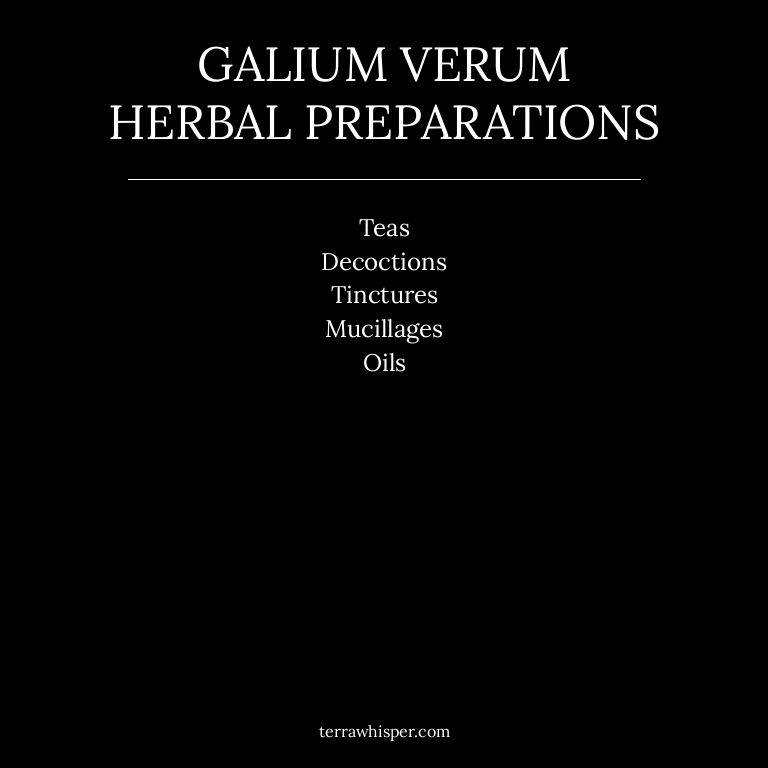 GALIUM VERUM
HERBAL PREPARATIONS
Teas
Decoctions
Tinctures
Mucillages
Oils
terrawhisper.com